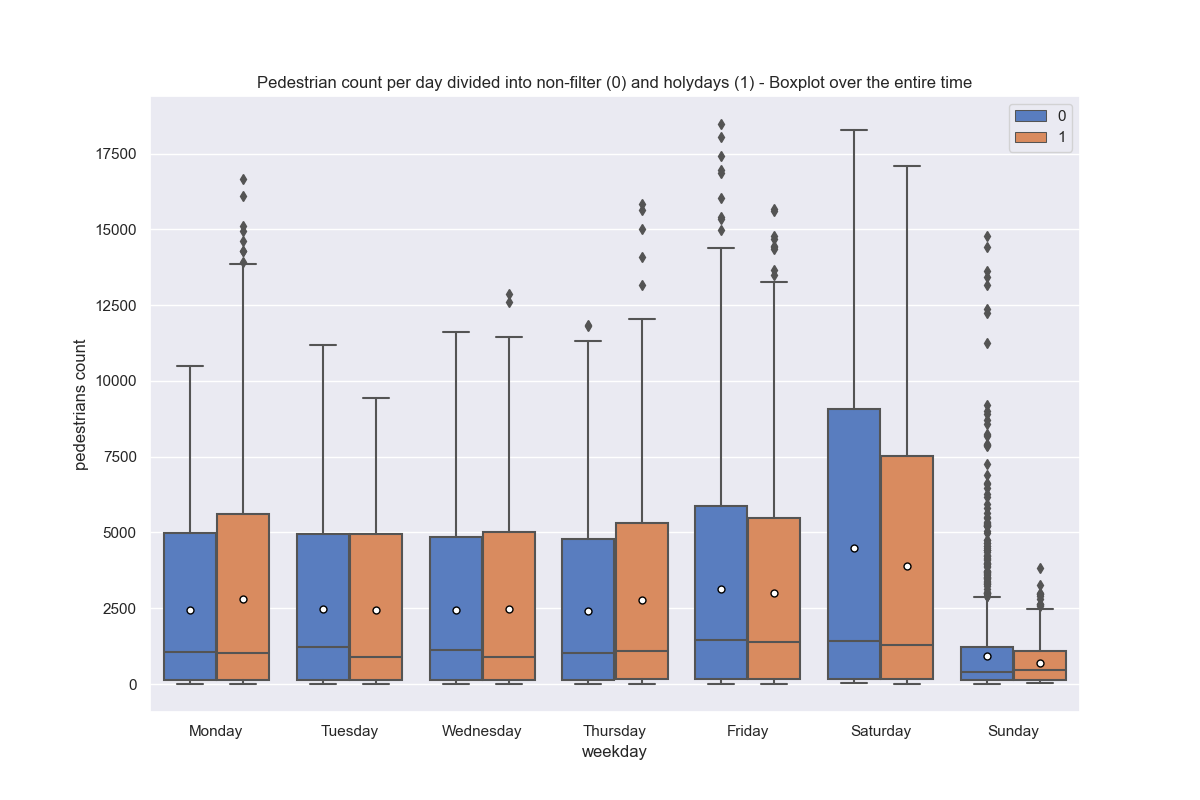 Pedestrian count per day divided into non-filter (0) and holydays (1) - Boxplot over the entire time
0
1
17500
15000
12500
10000
7500
5000
2500
0
pedestrians count
Monday Tuesday Wednesday Thursday Friday Saturday Sunday
weekday